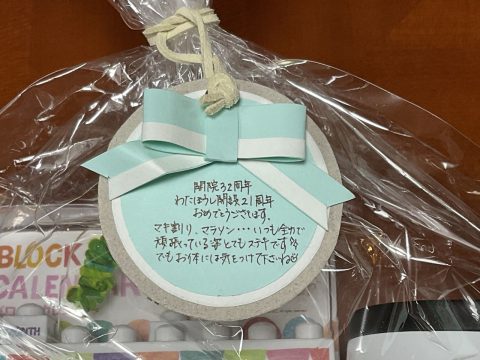 開院32周年
わたぼうし開設21周年
おめでとうございます。
マキ割り、マラソン・・・いつも全力で
頑張っている姿とてもステキです
でもお体には気をつけて下さいね
BLOCK
CALENDAR
MONTH